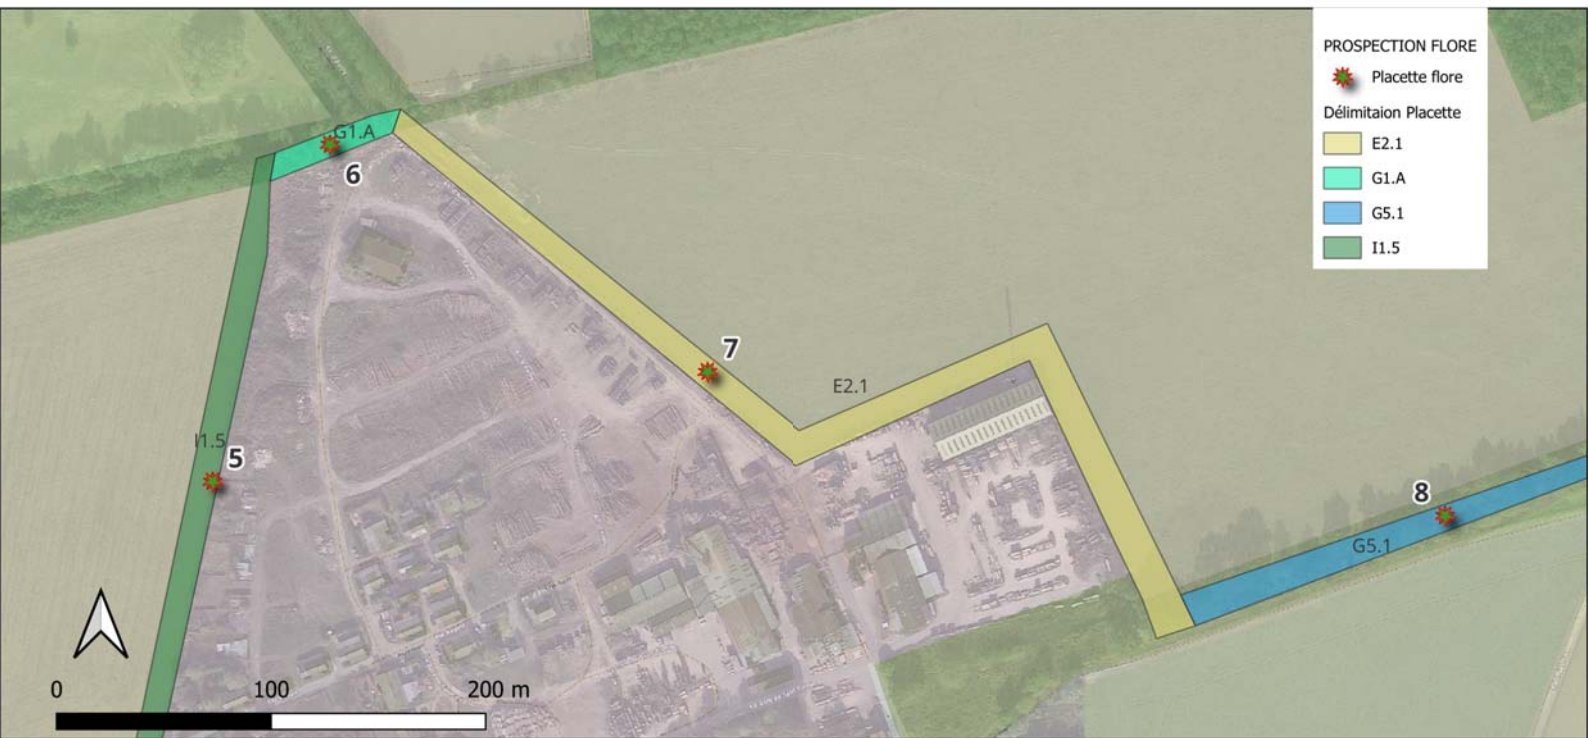 PROSPECTION FLORE
Placette flore
Délimitaion Placette
E2.1
G1.A
G5.1
I1.5
G1.A
6
7
E2.1
I1.5
5
8
G5.1
0 100 200 m